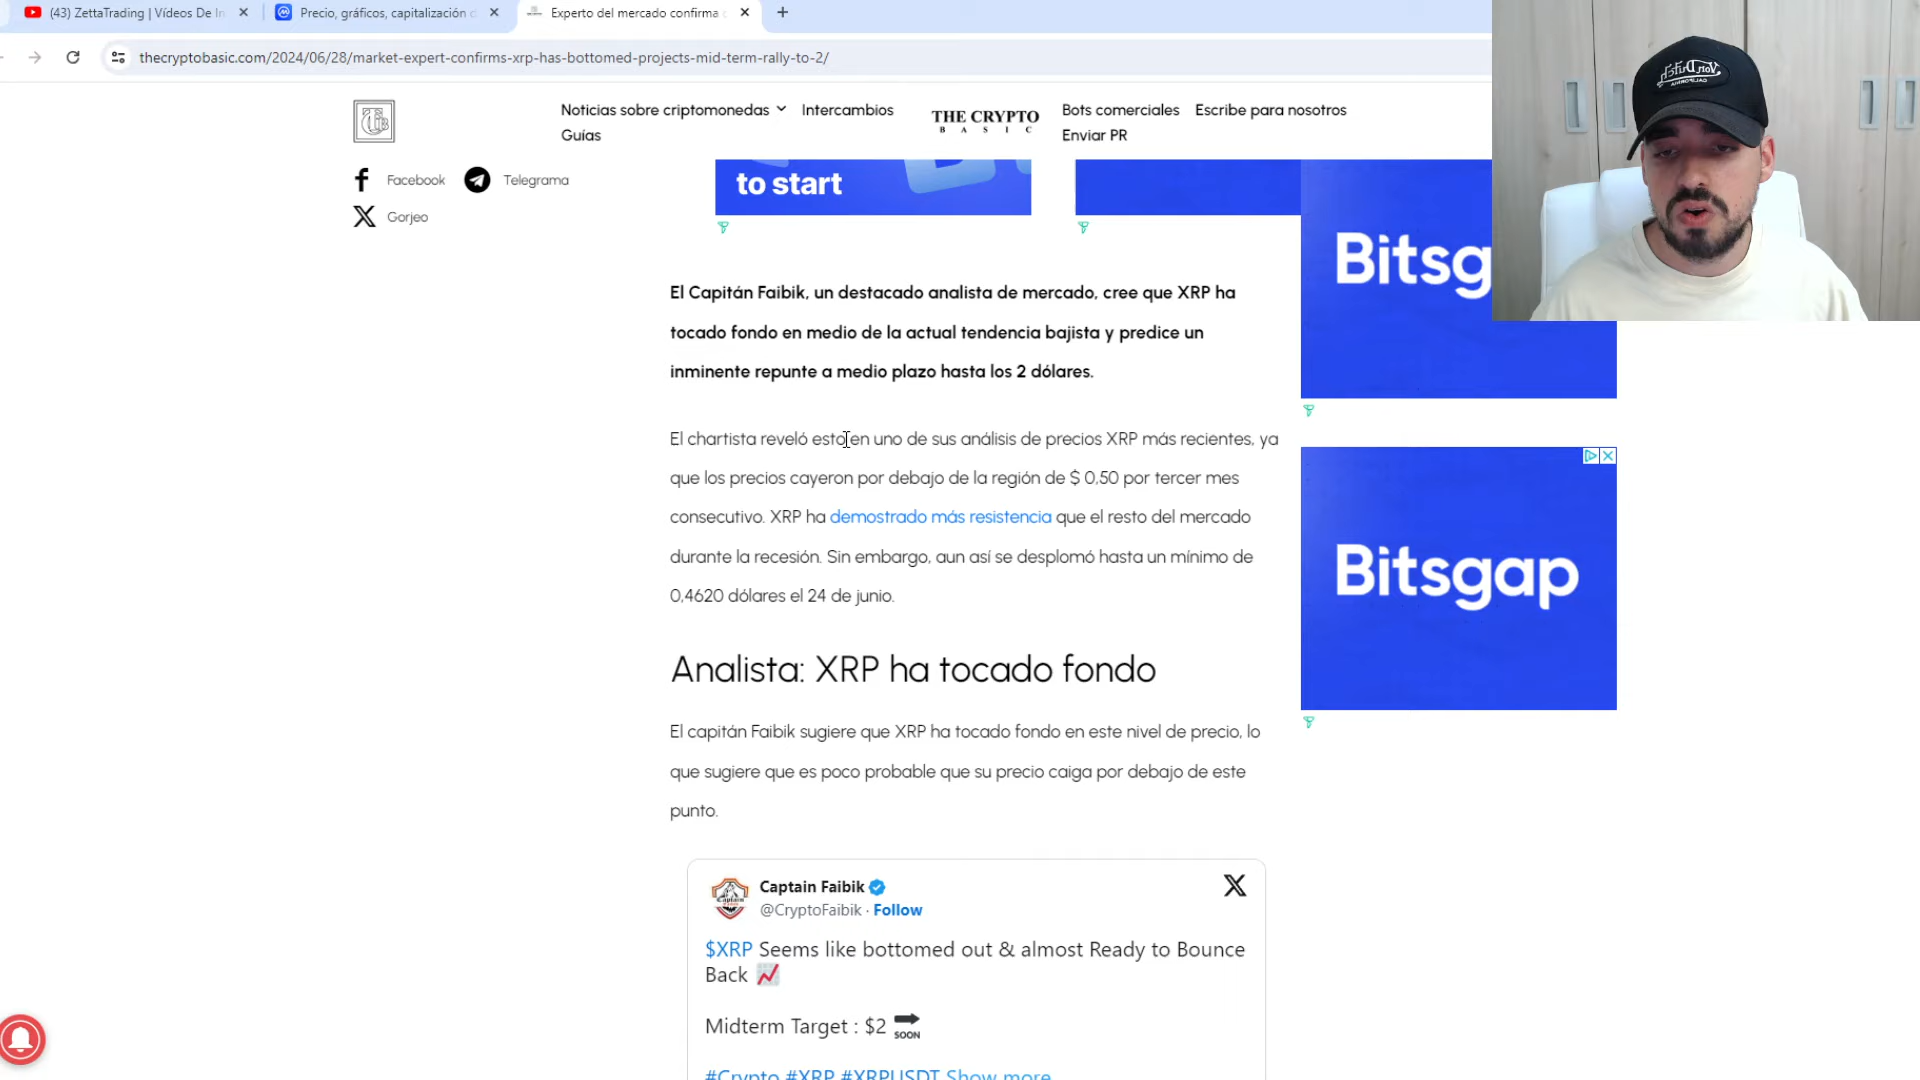 (43) ZettaTrading | Vídeos De In
Precio, gráficos, capitalización d
Experto del mercado confirma
thecryptobasic.com/2024/06/28/market-expert-confirms-xrp-has-bottomed-projects-mid-term-rally-to-2/
Noticias sobre criptomonedas
Intercambios
Guías
THE CRYPTO
BASIC
Bots comerciales
Escribe para nosotros
Enviar PR
Facebook
Telegrama
Gorjeo
to start
Bitsg
El Capitán Faibik, un destacado analista de mercado, cree que XRP ha
tocado fondo en medio de la actual tendencia bajista y predice un
inminente repunte a medio plazo hasta los 2 dólares.
El chartista reveló esto en uno de sus análisis de precios XRP más recientes, ya
que los precios cayeron por debajo de la región de $ 0,50 por tercer mes
consecutivo. XRP ha demostrado más resistencia que el resto del mercado
durante la recesión. Sin embargo, aun así se desplomó hasta un mínimo de
0,4620 dólares el 24 de junio.
Bitsgap
Analista: XRP ha tocado fondo
El capitán Faibik sugiere que XRP ha tocado fondo en este nivel de precio, lo
que sugiere que es poco probable que su precio caiga por debajo de este
punto.
Captain Faibik
@CryptoFaibik · Follow
$XRP Seems like bottomed out & almost Ready to Bounce
Back
Midterm Target : $2 SOON
#Crypto #XRP #XRPUSDT Show more